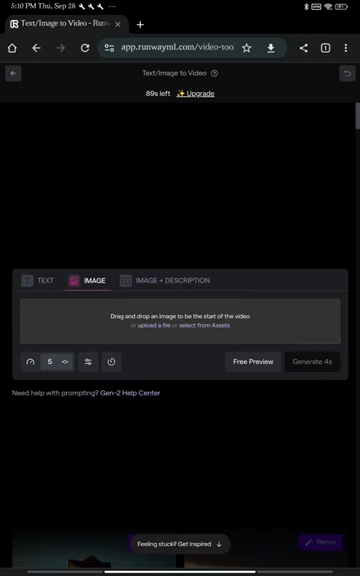 5:10 PM Thu, Sep 28
Text/Image to Video - Runw
app.runwayml.com/video-tool
1
Text/Image to Video
89s left ✨ Upgrade
TEXT IMAGE IMAGE + DESCRIPTION
Drag and drop an image to be the start of the video
or upload a file or select from Assets
5 Free Preview Generate 4s
Need help with prompting? Gen-2 Help Center
Feeling stuck? Get inspired ↓
Remix